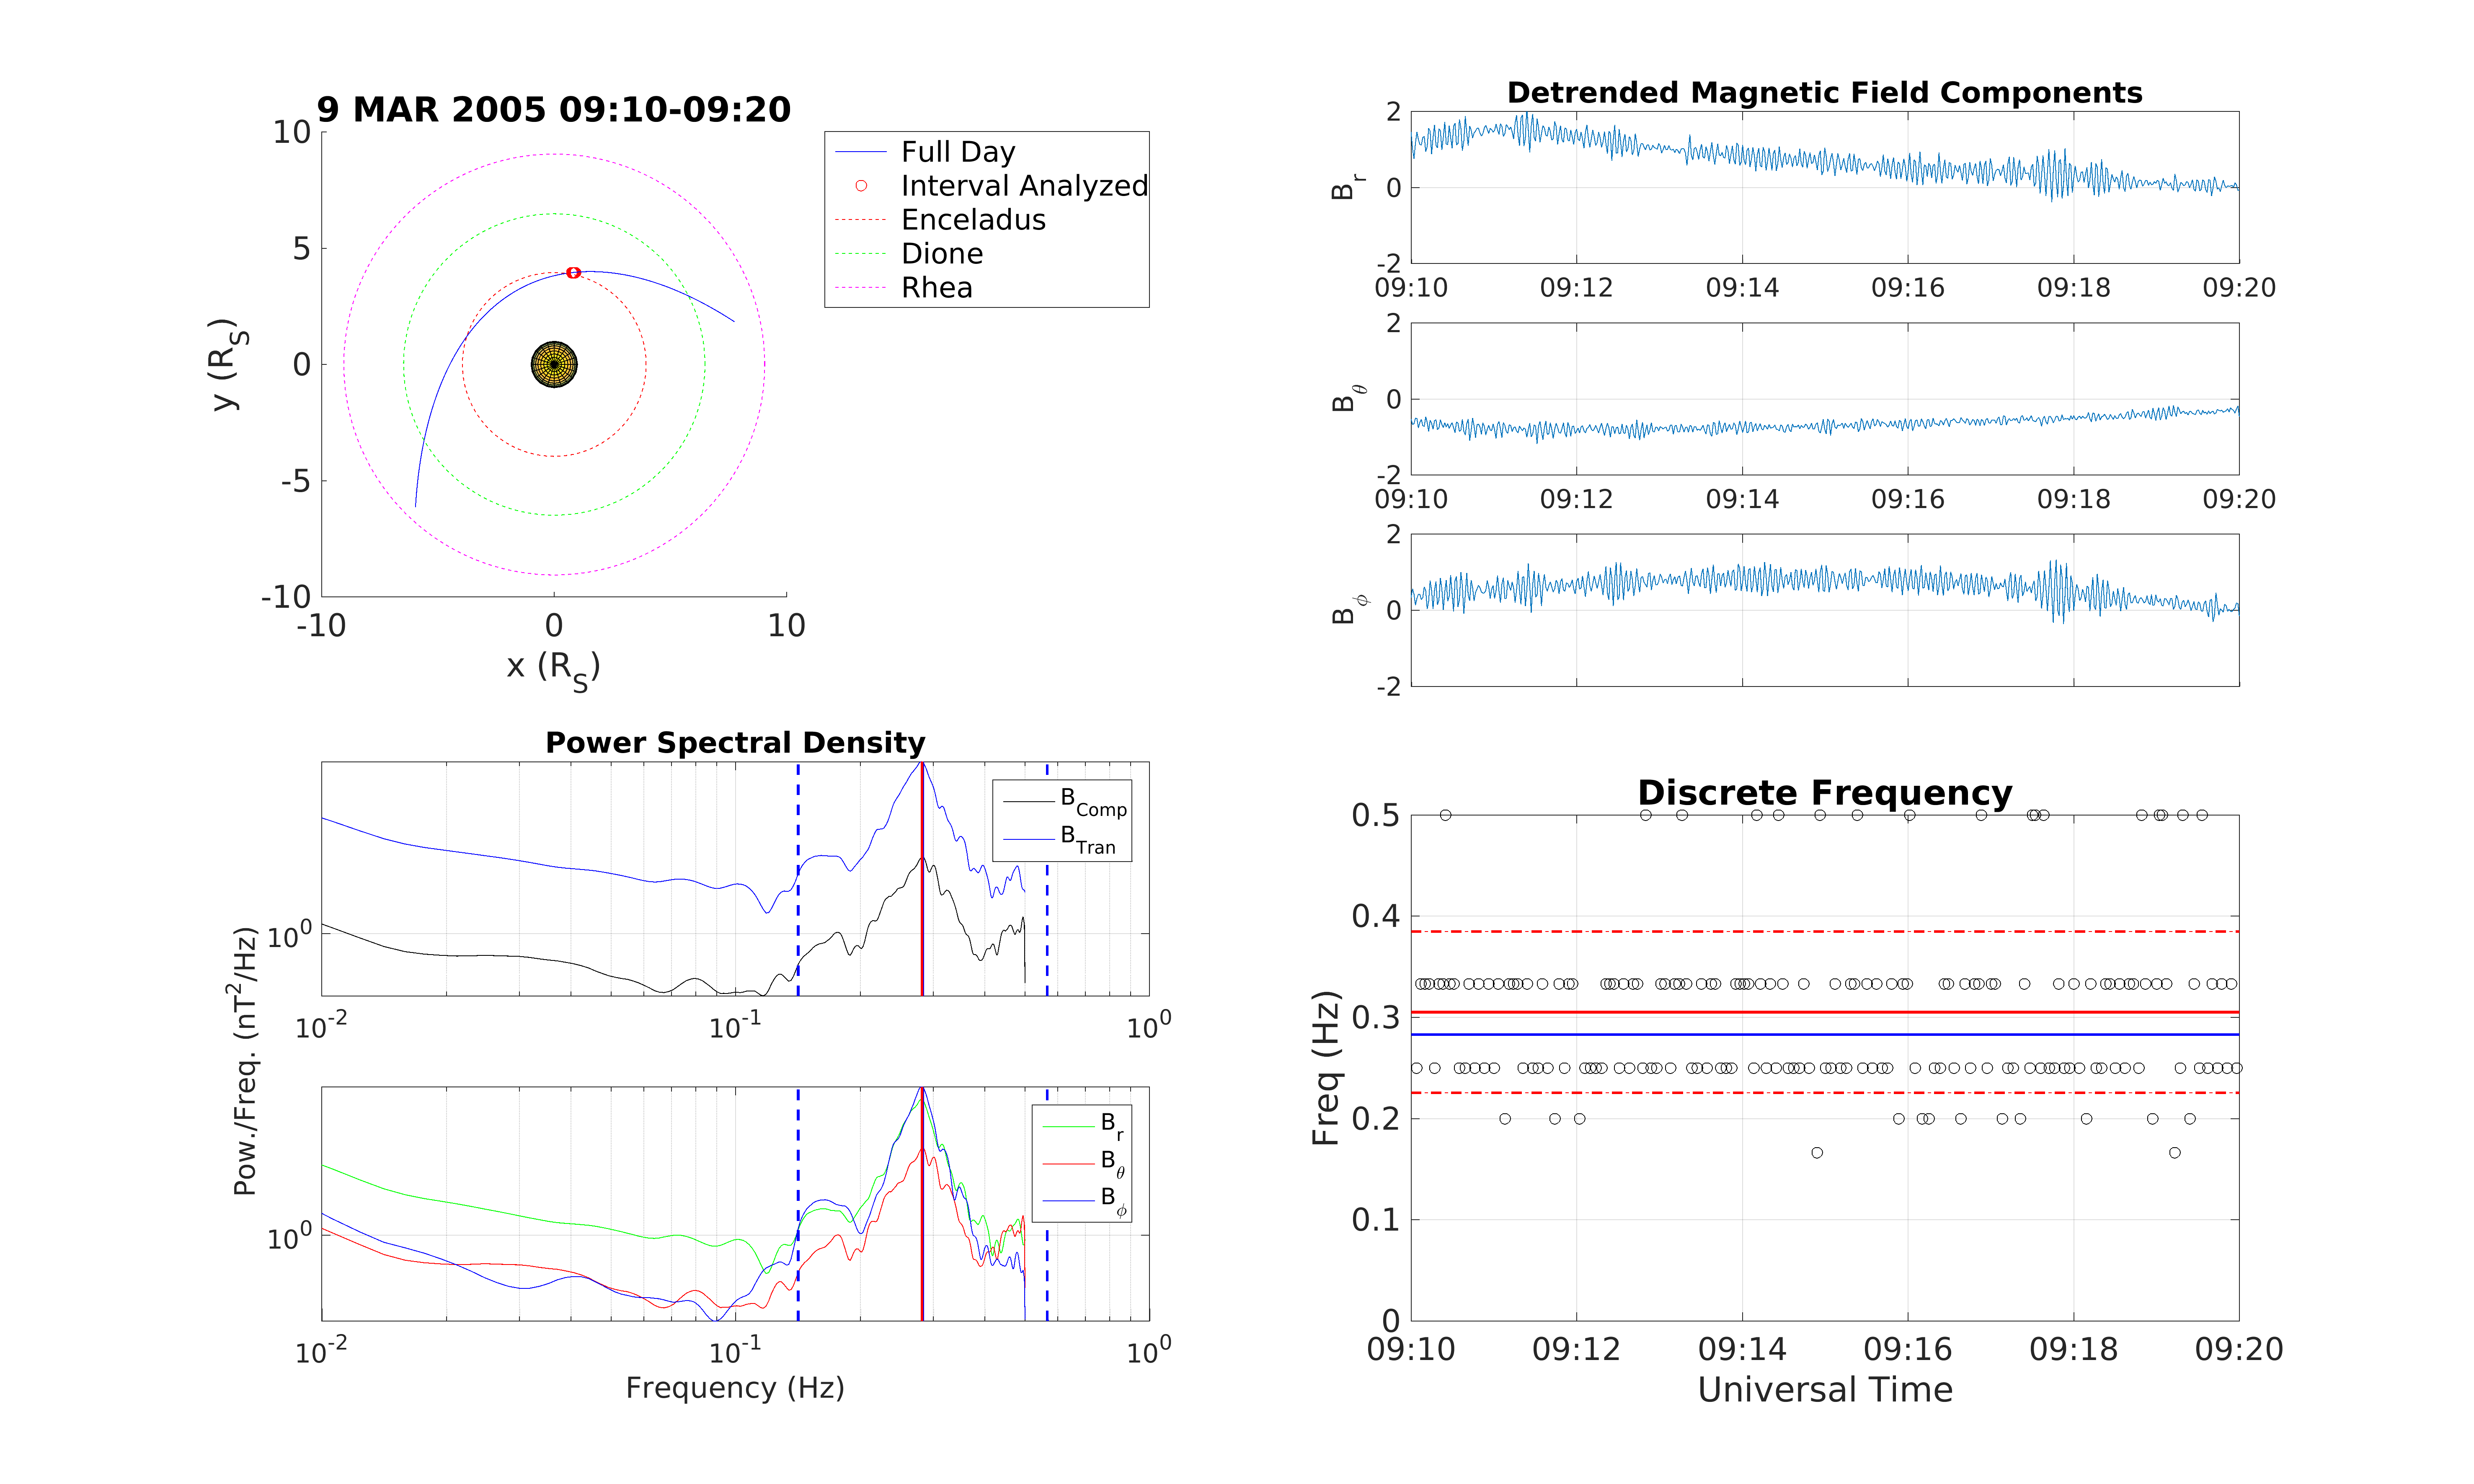 9 MAR 2005 09:10-09:20
10
5
0
-5
-10
-10 0 10
y (R_S)
x (R_S)
Full Day
Interval Analyzed
Enceladus
Dione
Rhea
Detrended Magnetic Field Components
2
0
-2
B_r
09:10 09:12 09:14 09:16 09:18 09:20
2
0
-2
B_θ
09:10 09:12 09:14 09:16 09:18 09:20
2
0
-2
B_ϕ
Power Spectral Density
B_Comp
B_Tran
10^0
10^-2 10^-1 10^0
Pow./Freq. (nT^2/Hz)
B_r
B_θ
B_ϕ
10^0
10^-2 10^-1 10^0
Frequency (Hz)
Discrete Frequency
0.5
0.4
0.3
0.2
0.1
0
Freq (Hz)
09:10 09:12 09:14 09:16 09:18 09:20
Universal Time